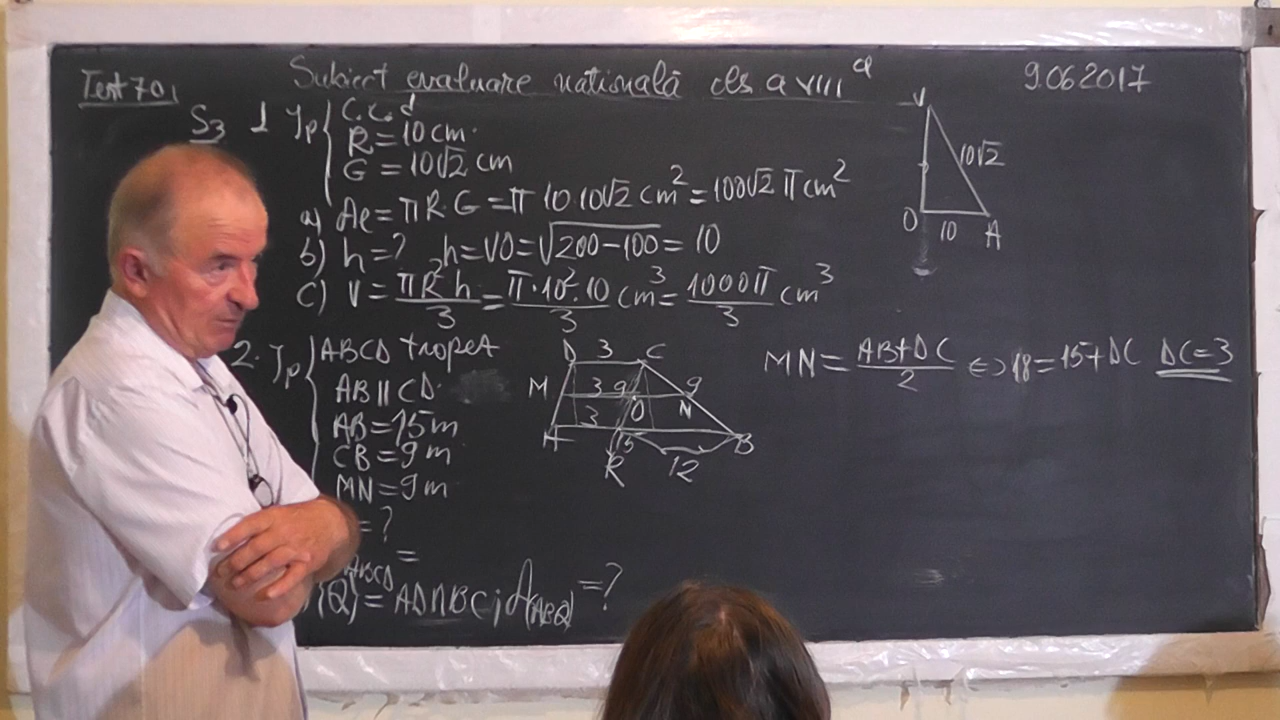 Test 70,
Subiect evaluare natională cls a VIII a
9.06.2017
S3 1 Ip { C.C.d
R = 10 cm.
G = 10√2 cm
a) Al = πR·G = π 10·10√2 cm² = 100√2 π cm²
b) h = ? h = VO = √200-100 = 10
c) V = πR²h/3 = π·10²·10/3 cm³ = 1000π/3 cm³
V
10√2
O 10 A
2. Ip { ABCD trapez
AB || CD
AB = 15 m
CB = 9 m
MN = 9 m
= ?
ABCD =
{Q} = AD∩BC; A(ABQ) = ?
D 3 C
M 3 9 O N 9
A 3 15 B
R 12
MN = AB+DC/2 ⇔ 18 = 15+DC DC = 3